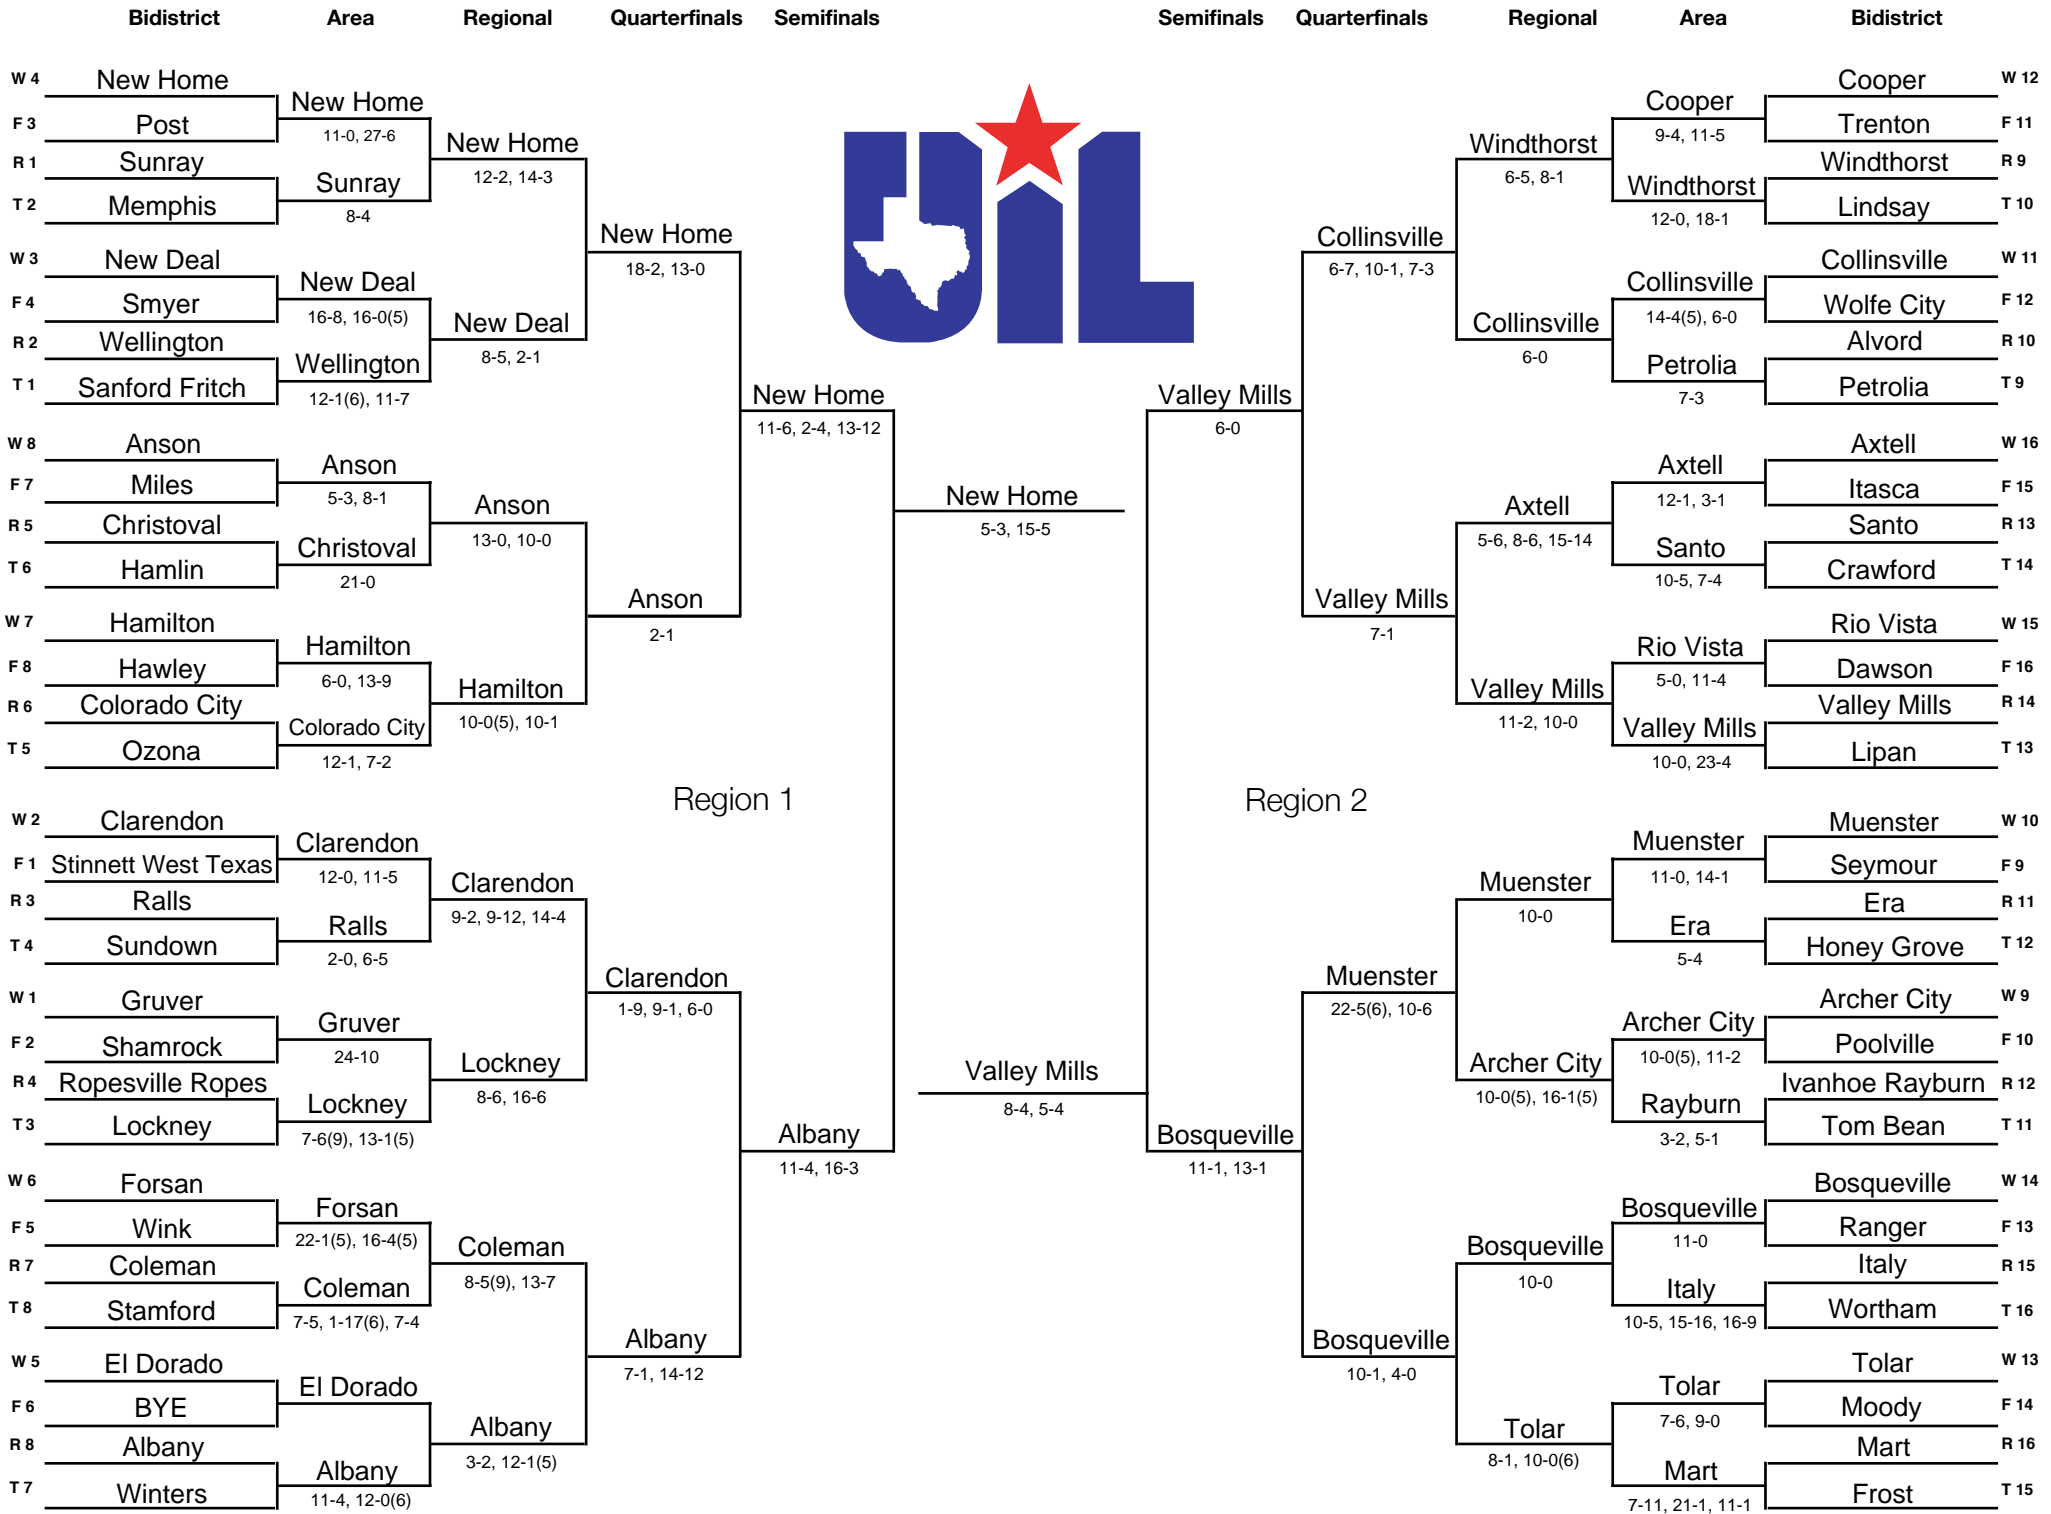 Bidistrict Area Regional Quarterfinals Semifinals Semifinals Quarterfinals Regional Area Bidistrict
W 4 New Home
F 3 Post
R 1 Sunray
T 2 Memphis
W 3 New Deal
F 4 Smyer
R 2 Wellington
T 1 Sanford Fritch
W 8 Anson
F 7 Miles
R 5 Christoval
T 6 Hamlin
W 7 Hamilton
F 8 Hawley
R 6 Colorado City
T 5 Ozona
W 2 Clarendon
F 1 Stinnett West Texas
R 3 Ralls
T 4 Sundown
W 1 Gruver
F 2 Shamrock
R 4 Ropesville Ropes
T 3 Lockney
W 6 Forsan
F 5 Wink
R 7 Coleman
T 8 Stamford
W 5 El Dorado
F 6 BYE
R 8 Albany
T 7 Winters
New Home
11-0, 27-6
Sunray
8-4
New Deal
16-8, 16-0(5)
Wellington
12-1(6), 11-7
Anson
5-3, 8-1
Christoval
21-0
Hamilton
6-0, 13-9
Colorado City
12-1, 7-2
Clarendon
12-0, 11-5
Ralls
2-0, 6-5
Gruver
24-10
Lockney
7-6(9), 13-1(5)
Forsan
22-1(5), 16-4(5)
Coleman
7-5, 1-17(6), 7-4
El Dorado
Albany
11-4, 12-0(6)
New Home
12-2, 14-3
New Deal
8-5, 2-1
Anson
13-0, 10-0
Hamilton
10-0(5), 10-1
Clarendon
9-2, 9-12, 14-4
Lockney
8-6, 16-6
Coleman
8-5(9), 13-7
Albany
3-2, 12-1(5)
New Home
18-2, 13-0
Anson
2-1
Clarendon
1-9, 9-1, 6-0
Albany
7-1, 14-12
New Home
11-6, 2-4, 13-12
Albany
11-4, 16-3
Region 1
New Home
5-3, 15-5
UiL
Valley Mills
8-4, 5-4
Region 2
Valley Mills
6-0
Bosqueville
11-1, 13-1
Collinsville
6-7, 10-1, 7-3
Valley Mills
7-1
Muenster
22-5(6), 10-6
Bosqueville
10-1, 4-0
Windthorst
6-5, 8-1
Collinsville
6-0
Axtell
5-6, 8-6, 15-14
Valley Mills
11-2, 10-0
Muenster
10-0
Archer City
10-0(5), 16-1(5)
Bosqueville
10-0
Tolar
8-1, 10-0(6)
Cooper
9-4, 11-5
Windthorst
12-0, 18-1
Collinsville
14-4(5), 6-0
Petrolia
7-3
Axtell
12-1, 3-1
Santo
10-5, 7-4
Rio Vista
5-0, 11-4
Valley Mills
10-0, 23-4
Muenster
11-0, 14-1
Era
5-4
Archer City
10-0(5), 11-2
Rayburn
3-2, 5-1
Bosqueville
11-0
Italy
10-5, 15-16, 16-9
Tolar
7-6, 9-0
Mart
7-11, 21-1, 11-1
Cooper W 12
Trenton F 11
Windthorst R 9
Lindsay T 10
Collinsville W 11
Wolfe City F 12
Alvord R 10
Petrolia T 9
Axtell W 16
Itasca F 15
Santo R 13
Crawford T 14
Rio Vista W 15
Dawson F 16
Valley Mills R 14
Lipan T 13
Muenster W 10
Seymour F 9
Era R 11
Honey Grove T 12
Archer City W 9
Poolville F 10
Ivanhoe Rayburn R 12
Tom Bean T 11
Bosqueville W 14
Ranger F 13
Italy R 15
Wortham T 16
Tolar W 13
Moody F 14
Mart R 16
Frost T 15